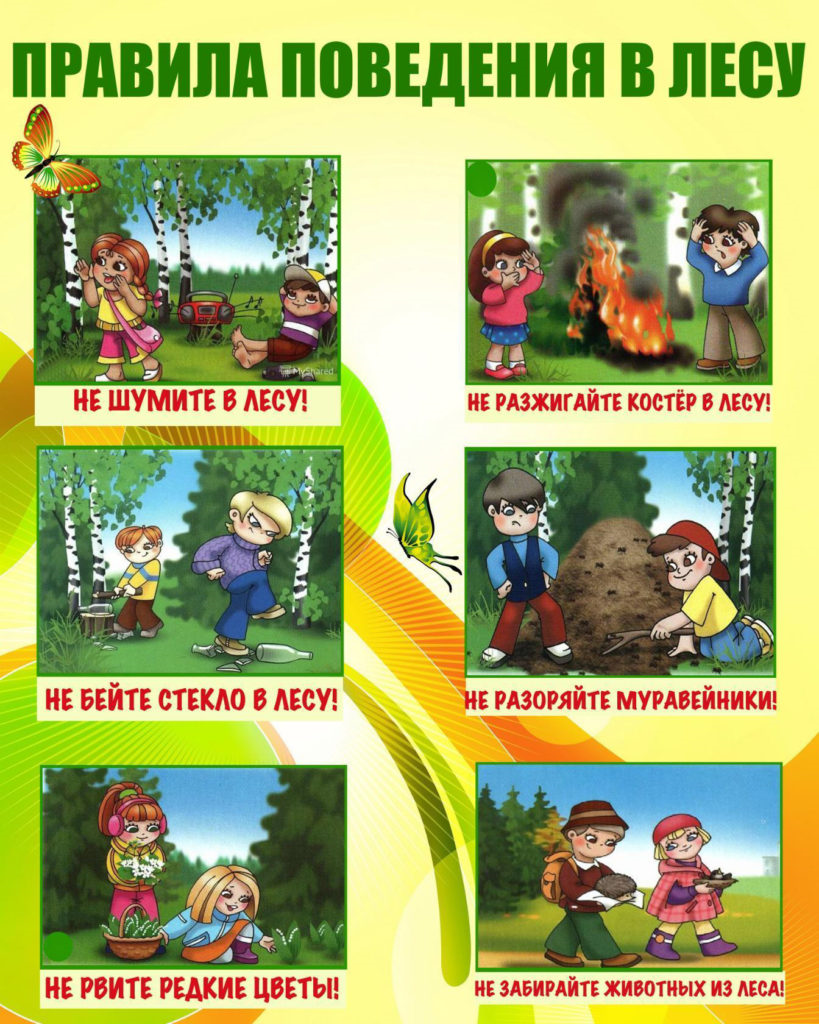 ПРАВИЛА ПОВЕДЕНИЯ В ЛЕСУ
MyShared
НЕ ШУМИТЕ В ЛЕСУ!
НЕ РАЗЖИГАЙТЕ КОСТЁР В ЛЕСУ!
НЕ БЕЙТЕ СТЕКЛО В ЛЕСУ!
НЕ РАЗОРЯЙТЕ МУРАВЕЙНИКИ!
НЕ РВИТЕ РЕДКИЕ ЦВЕТЫ!
НЕ ЗАБИРАЙТЕ ЖИВОТНЫХ ИЗ ЛЕСА!